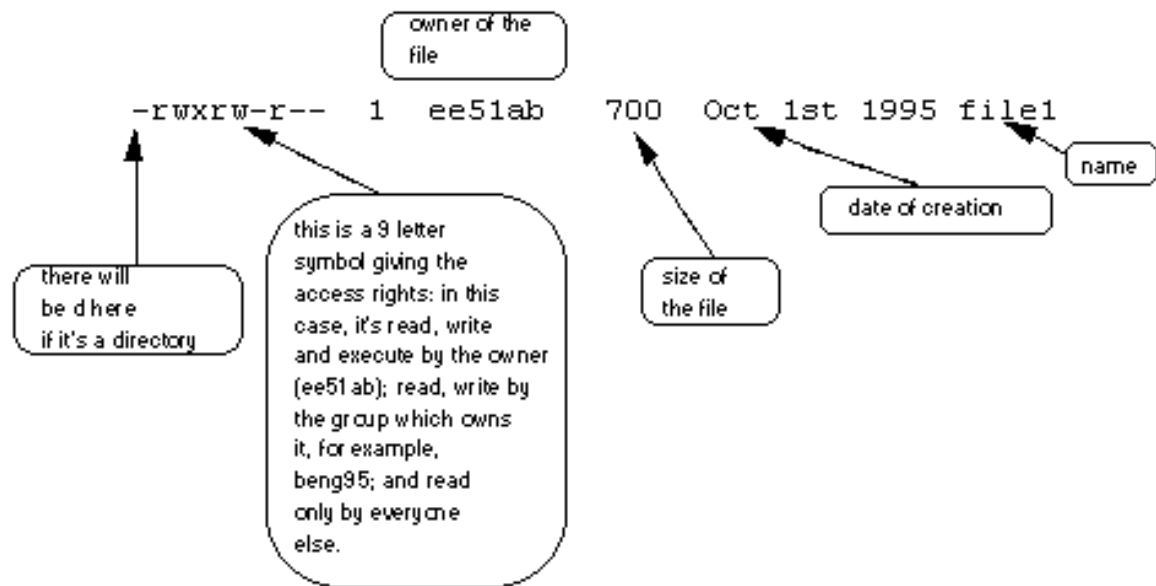 owner of the
file
-rwxrw-r-- 1 ee51ab 700 Oct 1st 1995 file1
name
date of creation
this is a 9 letter
symbol giving the
access rights: in this
case, it's read, write
and execute by the owner
(ee51ab); read, write by
the group which owns
it, for example,
beng95; and read
only by everyone
else.
there will
be d here
if it's a directory
size of
the file